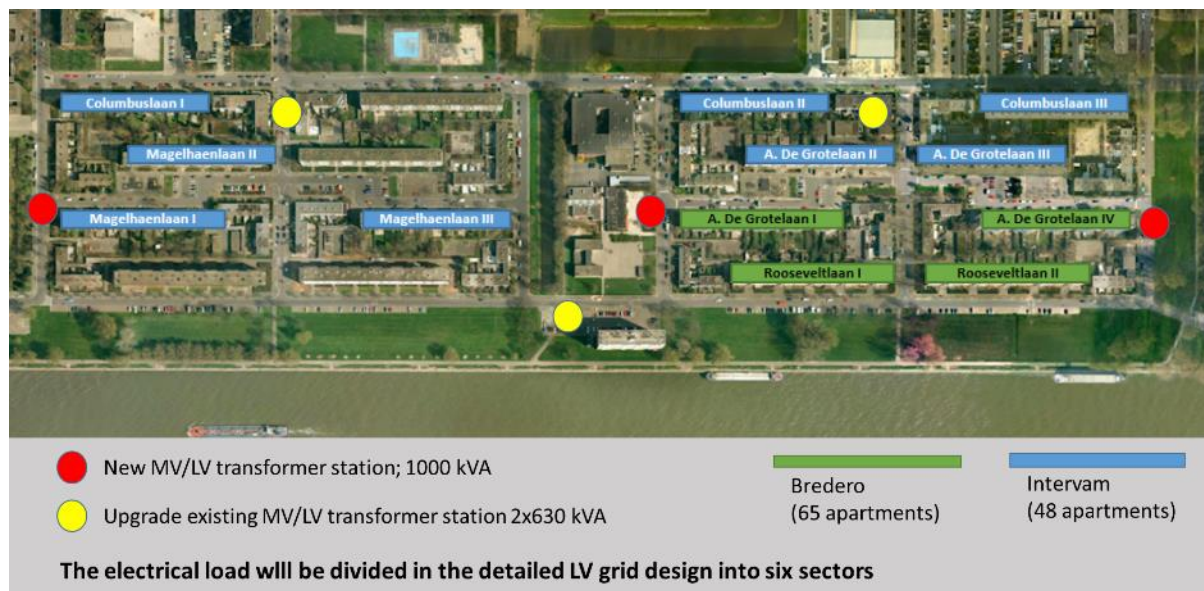 Columbuslaan I
Columbuslaan II
Columbuslaan III
Magelhaenlaan II
A. De Grotelaan II
A. De Grotelaan III
Magelhaenlaan I
Magelhaenlaan III
A. De Grotelaan I
A. De Grotelaan IV
Rooseveltlaan I
Rooseveltlaan II
New MV/LV transformer station; 1000 kVA
Upgrade existing MV/LV transformer station 2x630 kVA
Bredero
(65 apartments)
Intervam
(48 apartments)
The electrical load wlll be divided in the detailed LV grid design into six sectors